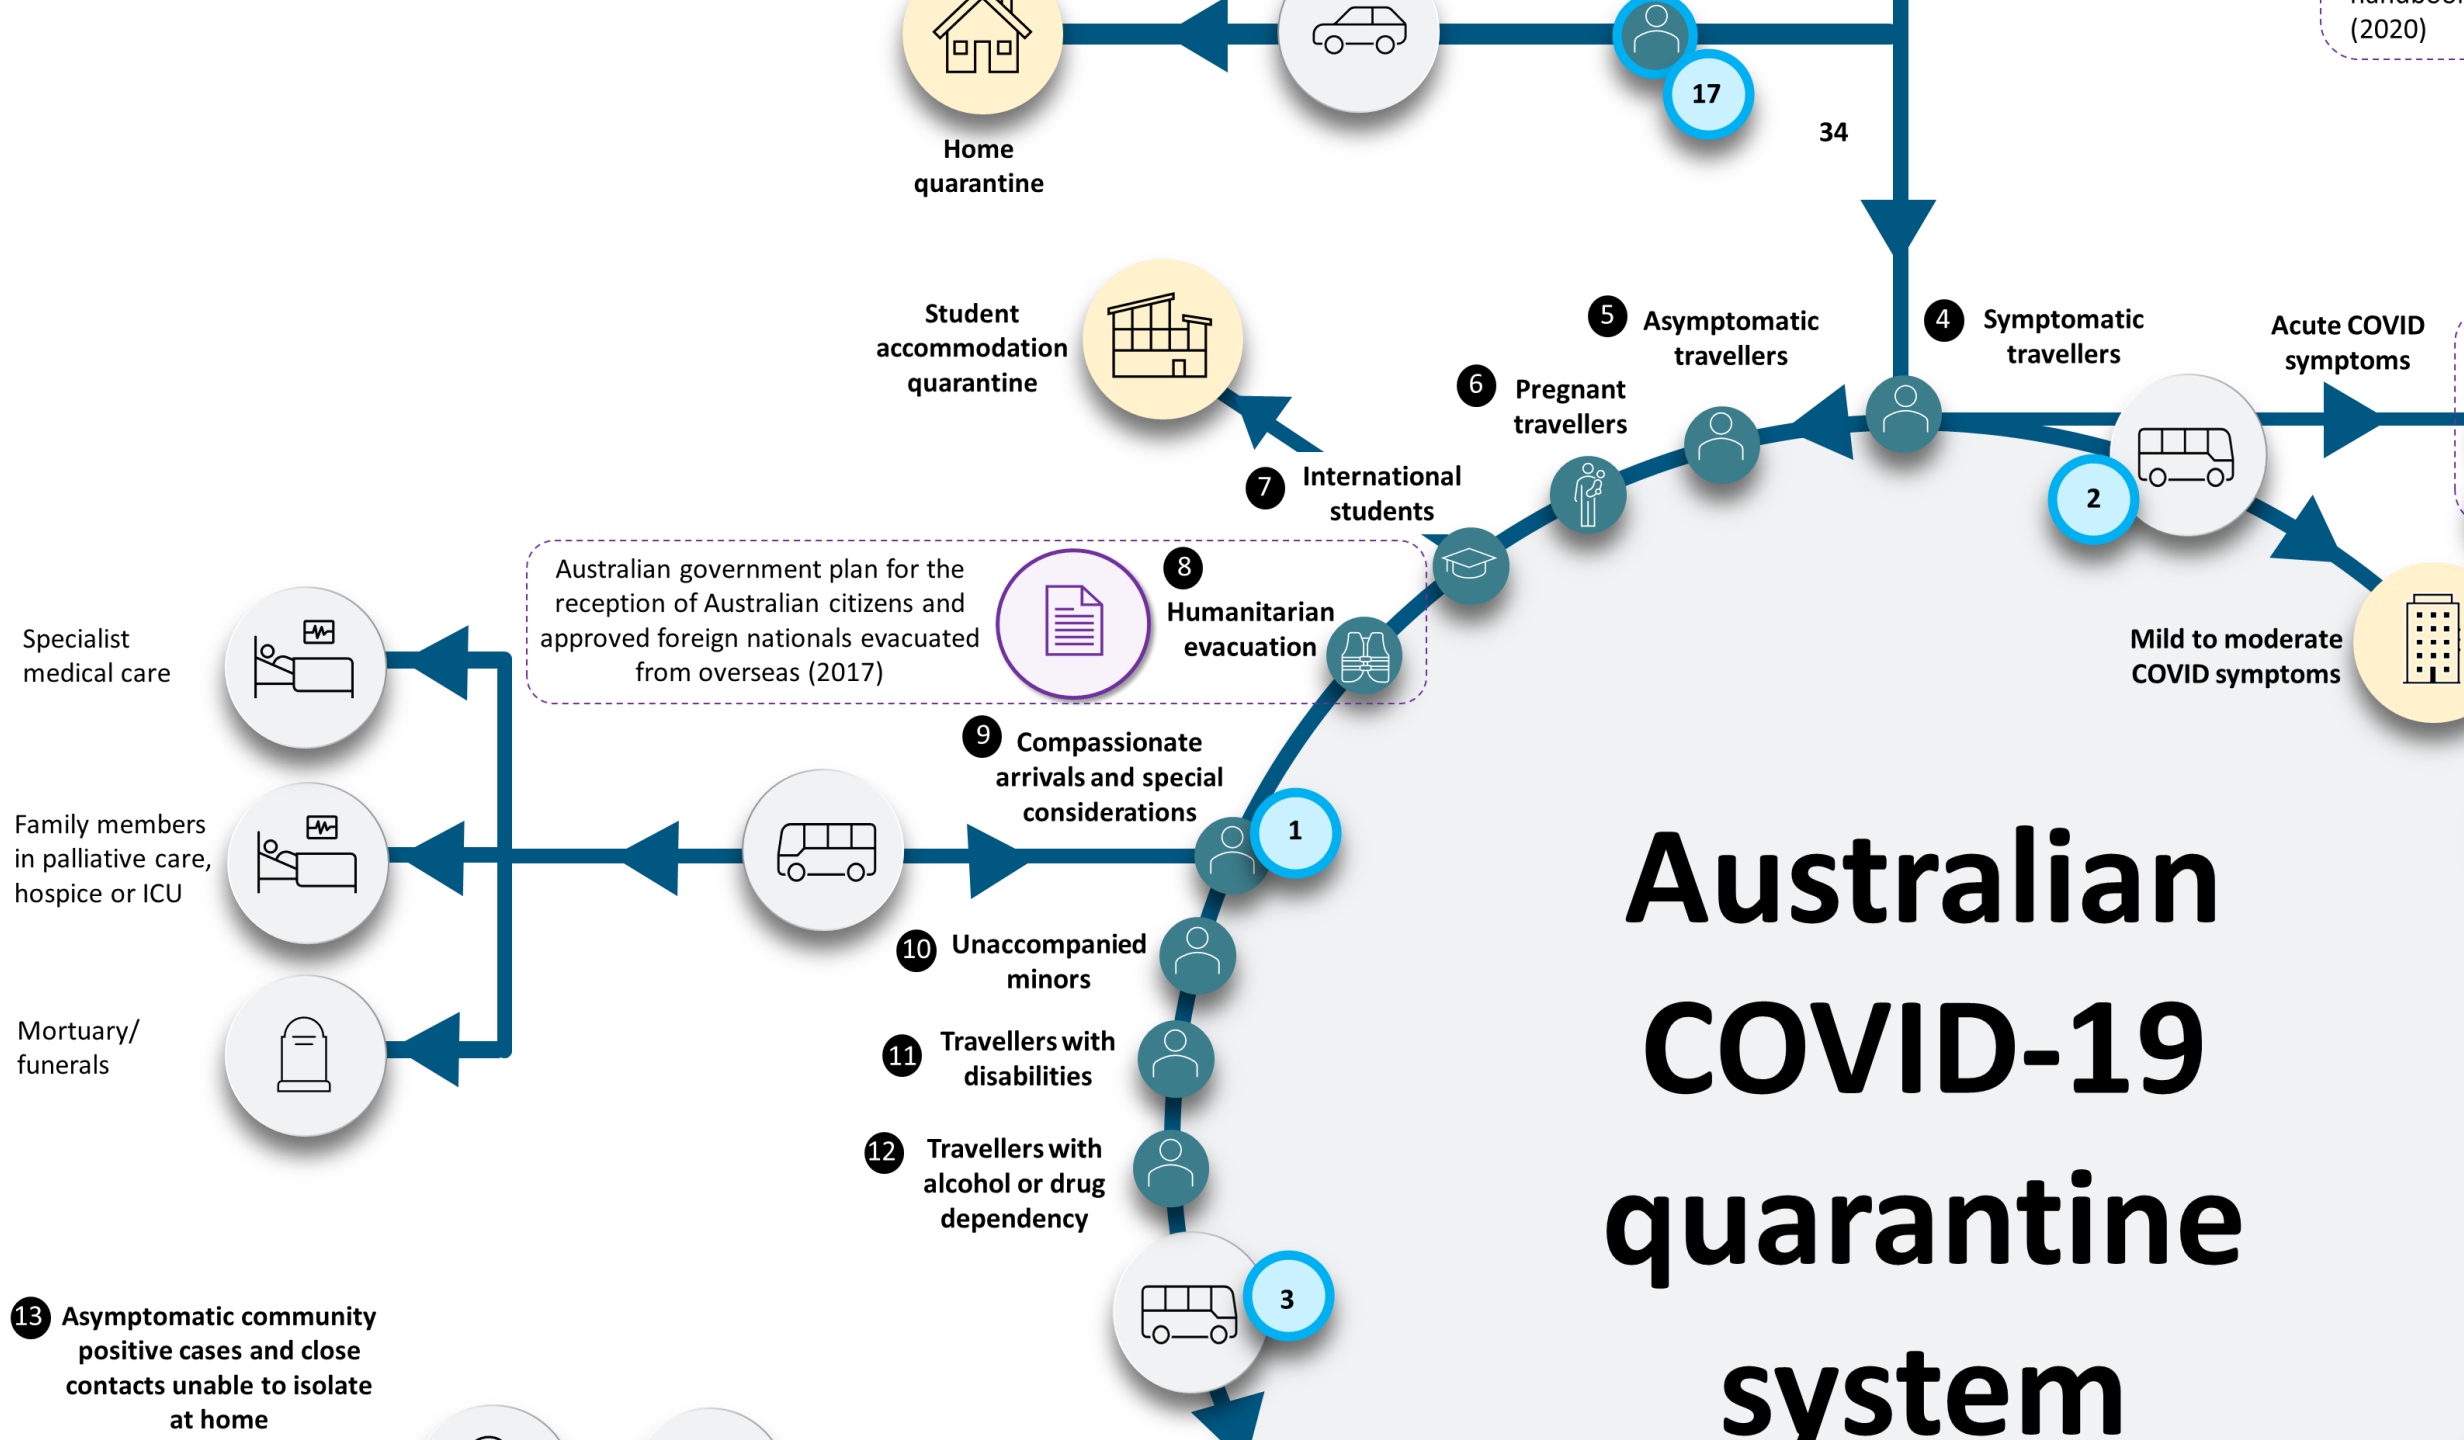 (2020)
17
34
Home
quarantine
Student
accommodation
quarantine
5
Asymptomatic
travellers
4
Symptomatic
travellers
Acute COVID
symptoms
6
Pregnant
travellers
7
International
students
2
Australian government plan for the
reception of Australian citizens and
approved foreign nationals evacuated
from overseas (2017)
8
Humanitarian
evacuation
Mild to moderate
COVID symptoms
Specialist
medical care
9
Compassionate
arrivals and special
considerations
1
Family members
in palliative care,
hospice or ICU
10
Unaccompanied
minors
Mortuary/
funerals
11
Travellers with
disabilities
12
Travellers with
alcohol or drug
dependency
3
Australian
COVID-19
quarantine
system
13
Asymptomatic community
positive cases and close
contacts unable to isolate
at home